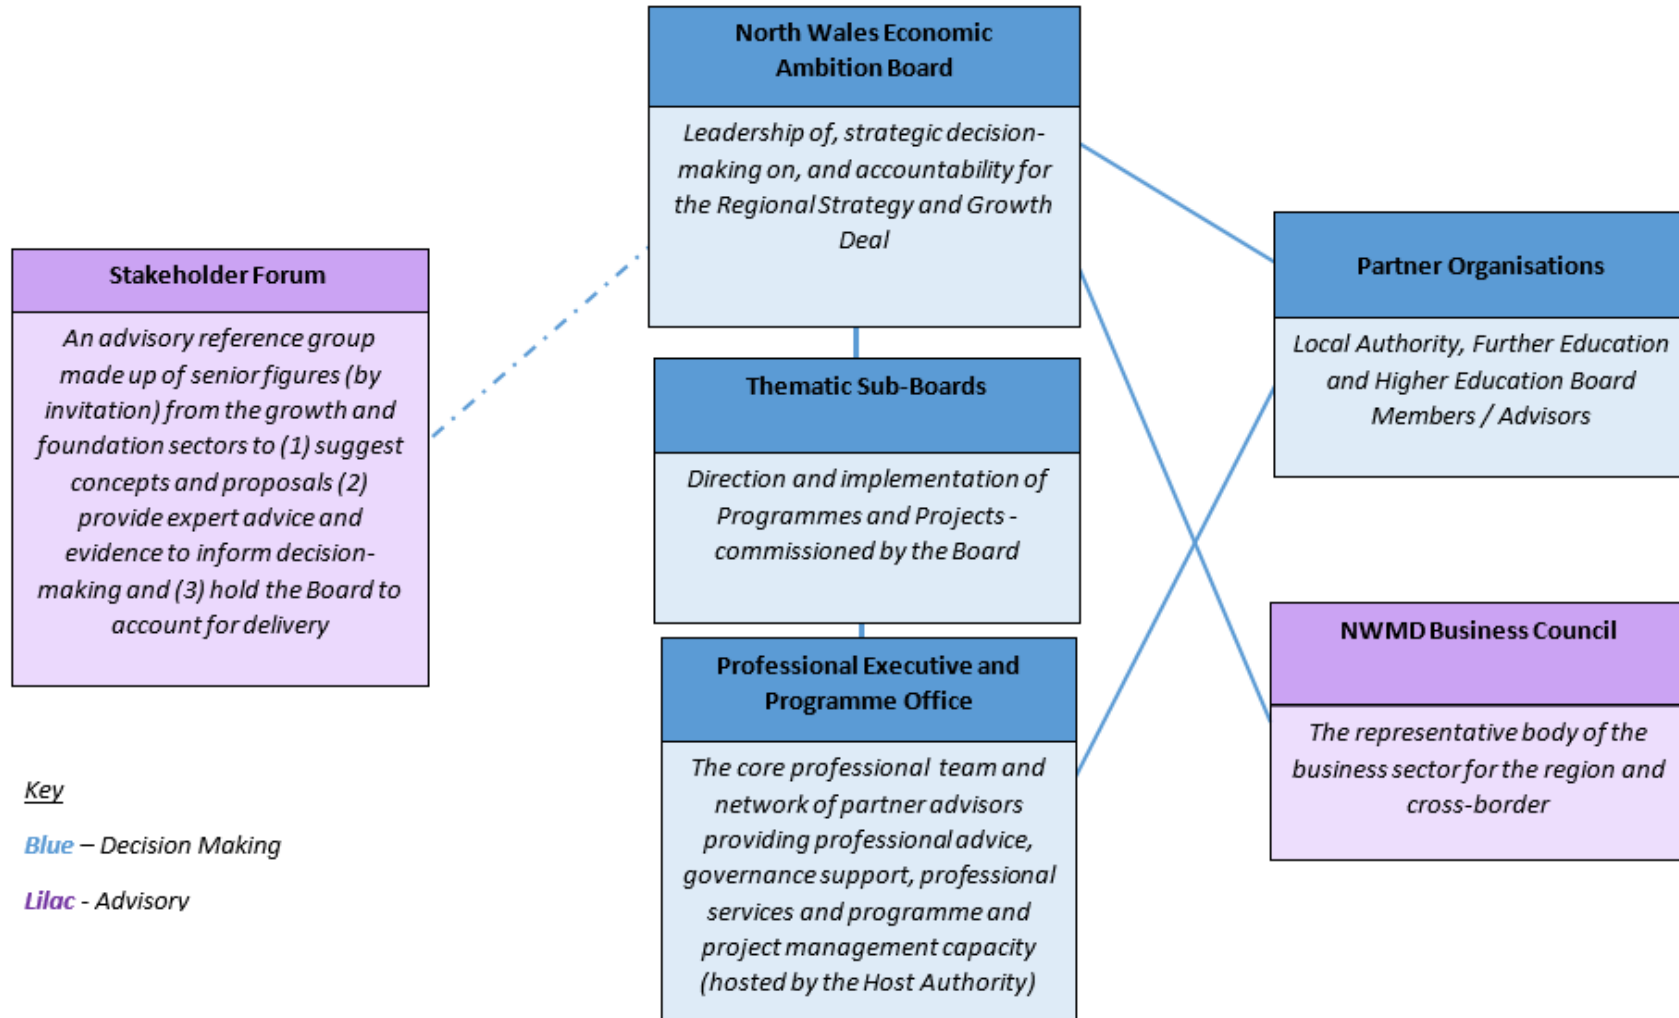 North Wales Economic
Ambition Board
Leadership of, strategic decision-
making on, and accountability for
the Regional Strategy and Growth
Deal
Stakeholder Forum
An advisory reference group
made up of senior figures (by
invitation) from the growth and
foundation sectors to (1) suggest
concepts and proposals (2)
provide expert advice and
evidence to inform decision-
making and (3) hold the Board to
account for delivery
Thematic Sub-Boards
Direction and implementation of
Programmes and Projects -
commissioned by the Board
Professional Executive and
Programme Office
The core professional team and
network of partner advisors
providing professional advice,
governance support, professional
services and programme and
project management capacity
(hosted by the Host Authority)
Partner Organisations
Local Authority, Further Education
and Higher Education Board
Members / Advisors
NWMD Business Council
The representative body of the
business sector for the region and
cross-border
Key
Blue – Decision Making
Lilac - Advisory